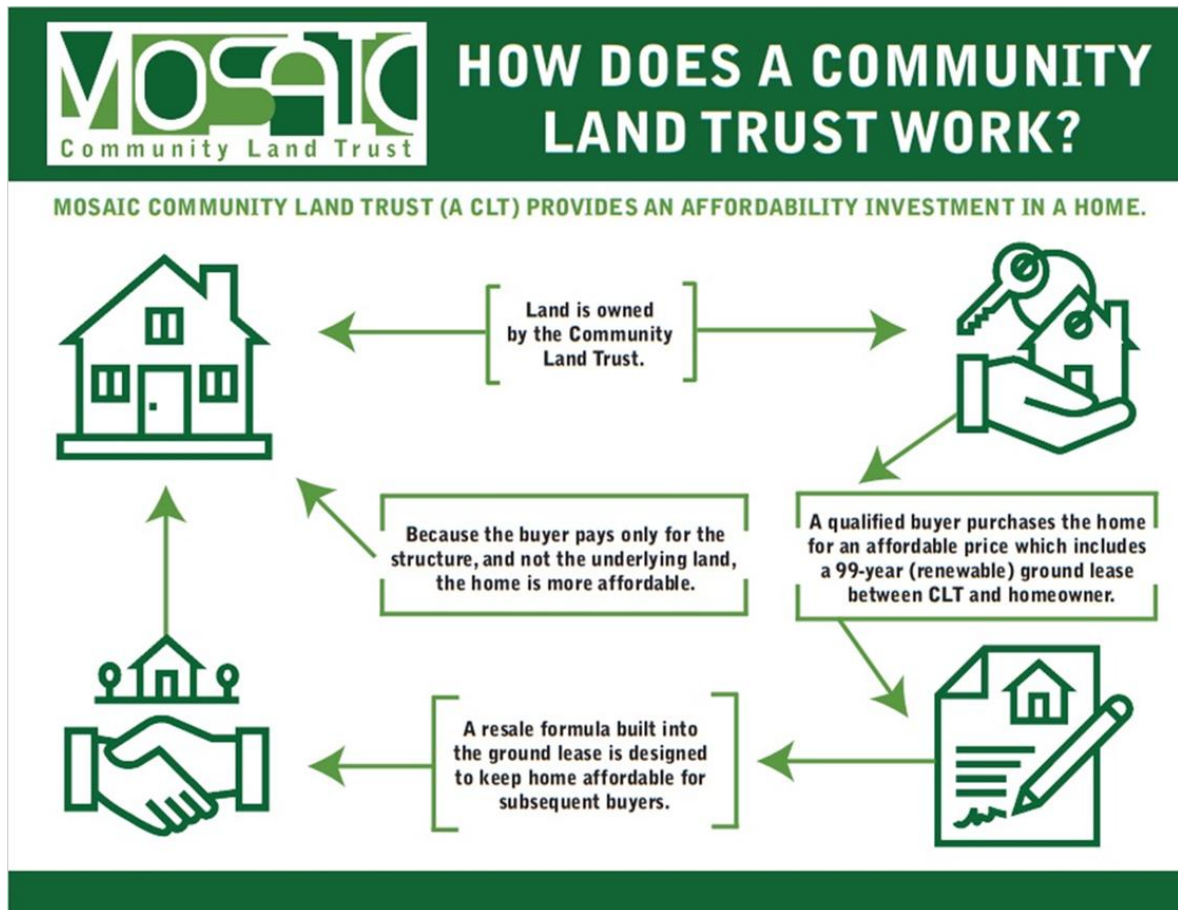 MOSAIC
Community Land Trust
HOW DOES A COMMUNITY
LAND TRUST WORK?
MOSAIC COMMUNITY LAND TRUST (A CLT) PROVIDES AN AFFORDABILITY INVESTMENT IN A HOME.
Land is owned
by the Community
Land Trust.
Because the buyer pays only for the
structure, and not the underlying land,
the home is more affordable.
A qualified buyer purchases the home
for an affordable price which includes
a 99-year (renewable) ground lease
between CLT and homeowner.
A resale formula built into
the ground lease is designed
to keep home affordable for
subsequent buyers.